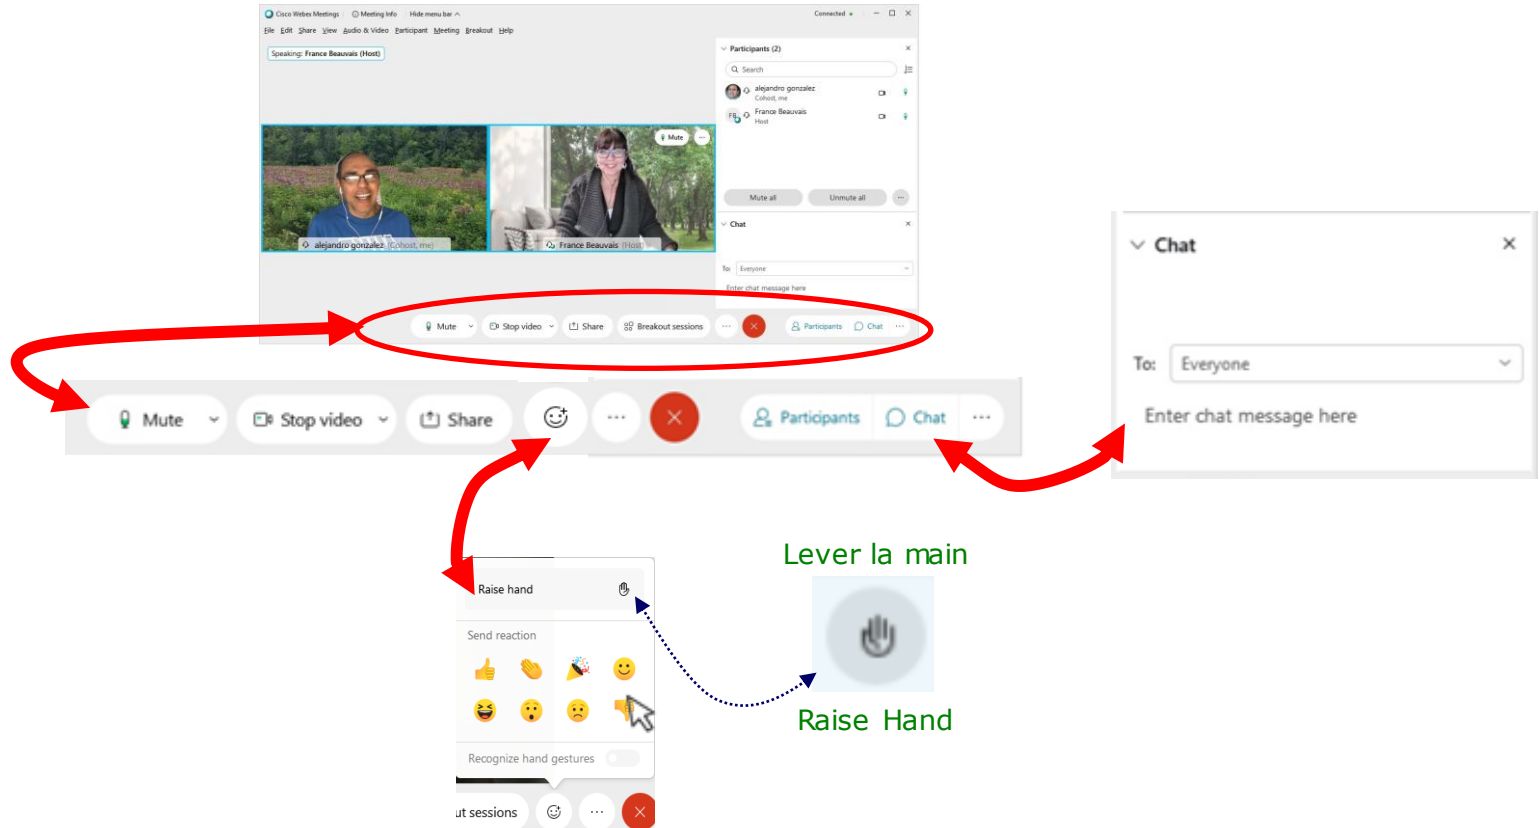 Cisco Webex Meetings Meeting Info Hide menu bar Connected
File Edit Share View Audio & Video Participant Meeting Breakout Help
Speaking: France Beauvais (Host)
Mute
alejandro gonzalez (Cohost, me)
France Beauvais (Host)
Participants (2)
Search
alejandro gonzalez
Cohost, me
FB France Beauvais
Host
Mute all Unmute all
Chat
To: Everyone
Enter chat message here
Mute Stop video Share Breakout sessions Participants Chat
Chat
To: Everyone
Enter chat message here
Mute Stop video Share Participants Chat
Raise hand
Send reaction
Recognize hand gestures
ut sessions
Lever la main
Raise Hand